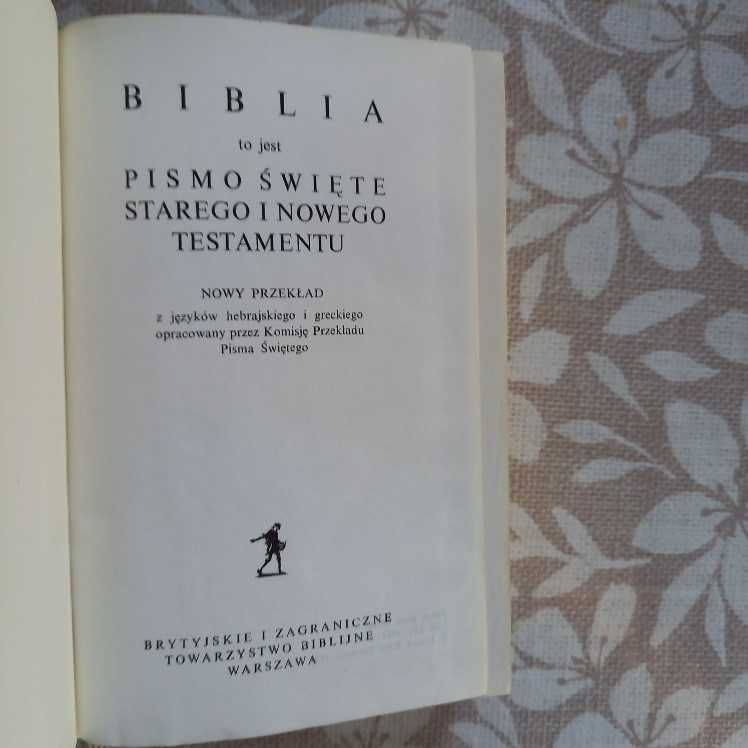 BIBLIA
to jest
PISMO ŚWIĘTE
STAREGO I NOWEGO
TESTAMENTU
NOWY PRZEKŁAD
z języków hebrajskiego i greckiego
opracowany przez Komisję Przekładu
Pisma Świętego
BRYTYJSKIE I ZAGRANICZNE
TOWARZYSTWO BIBLIJNE
WARSZAWA